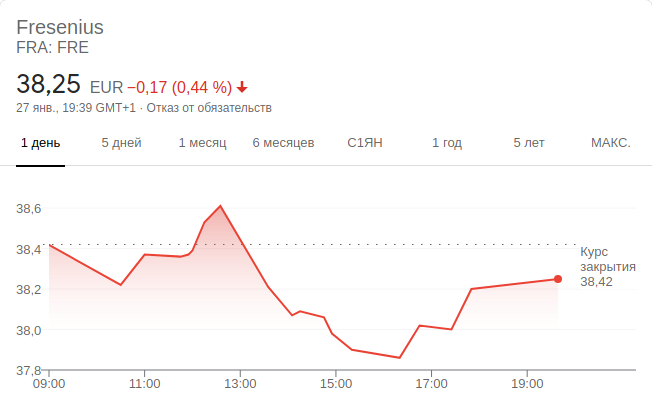 Fresenius
FRA: FRE
38,25 EUR −0,17 (0,44 %)
27 янв., 19:39 GMT+1 · Отказ от обязательств
1 день 5 дней 1 месяц 6 месяцев С1ЯН 1 год 5 лет МАКС.
38,6
38,4
38,2
38,0
37,8
Курс
закрытия
38,42
09:00 11:00 13:00 15:00 17:00 19:00